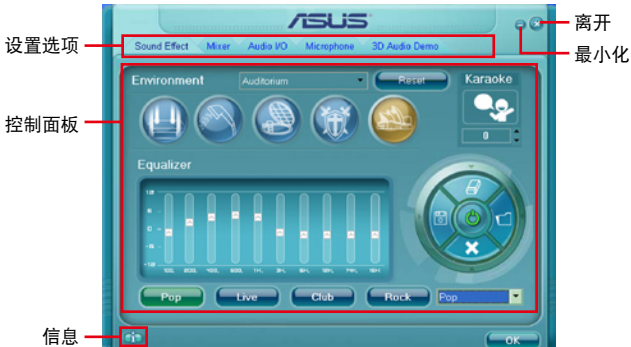 ASUS
离开
设置选项
Sound Effect Mixer Audio I/O Microphone 3D Audio Demo
最小化
Environment Auditorium Reset Karaoke
控制面板
0
Equalizer
Pop Live Club Rock Pop
信息
OK